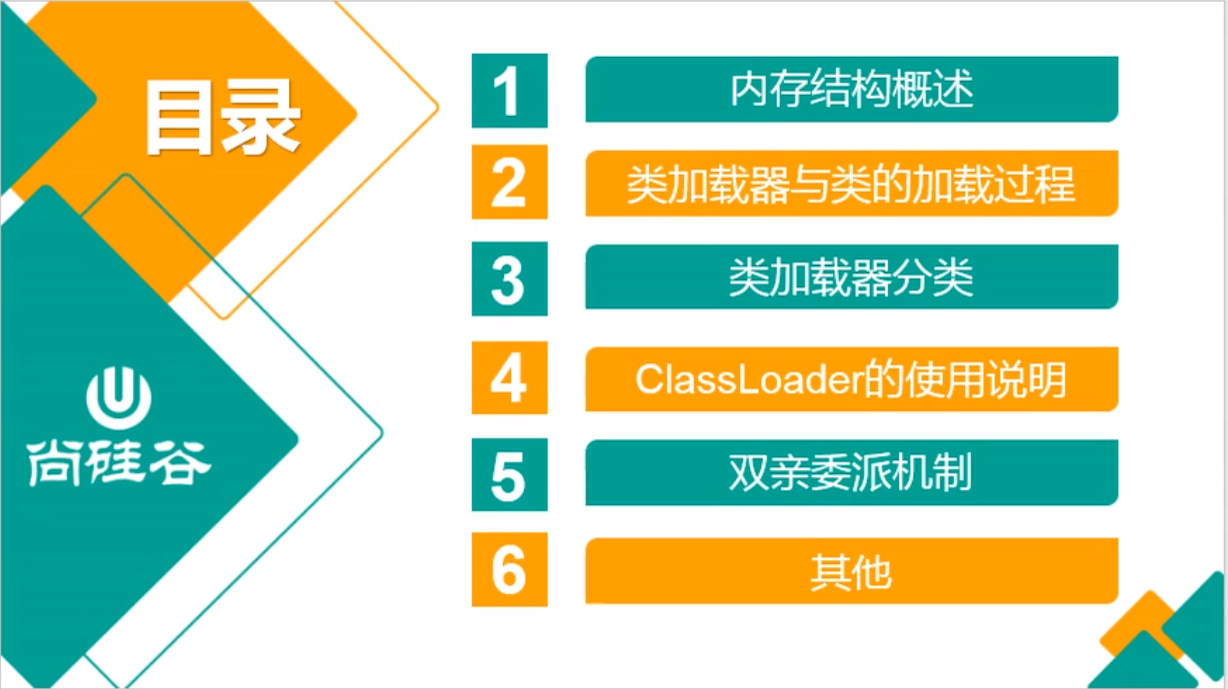 目录
1
内存结构概述
2
类加载器与类的加载过程
3
类加载器分类
4
ClassLoader的使用说明
5
双亲委派机制
6
其他
尚硅谷